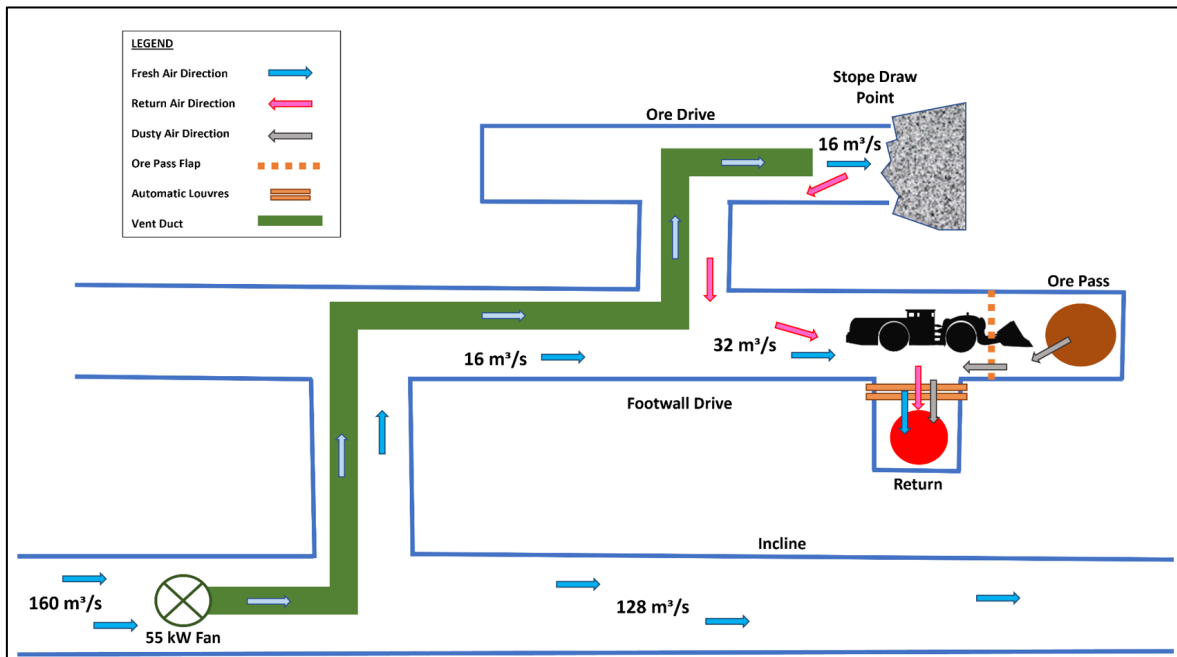 LEGEND
Fresh Air Direction
Return Air Direction
Dusty Air Direction
Ore Pass Flap
Automatic Louvres
Vent Duct
Stope Draw
Point
Ore Drive
16 m³/s
Ore Pass
16 m³/s
32 m³/s
Footwall Drive
Return
Incline
160 m³/s
128 m³/s
55 kW Fan